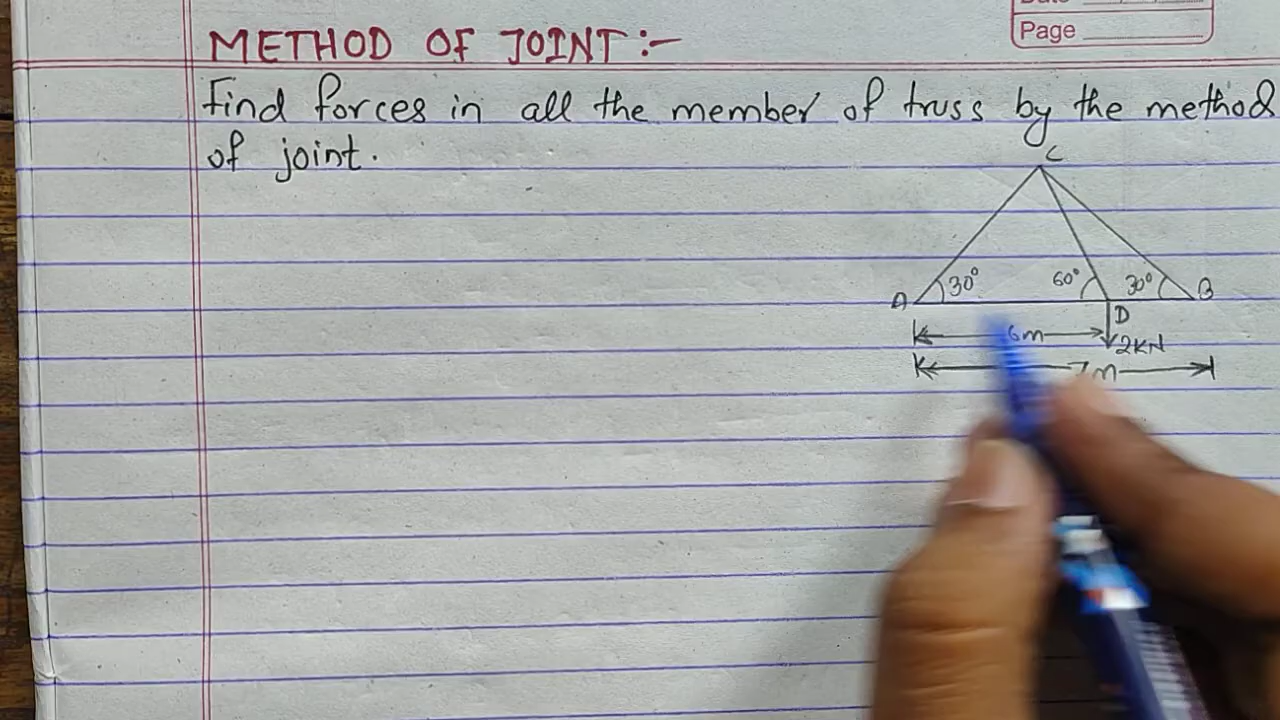 Page
METHOD OF JOINT :-
Find forces in all the member of truss by the method
of joint.
C
A 30° 60° 30° B
D
6m
2KN
7m